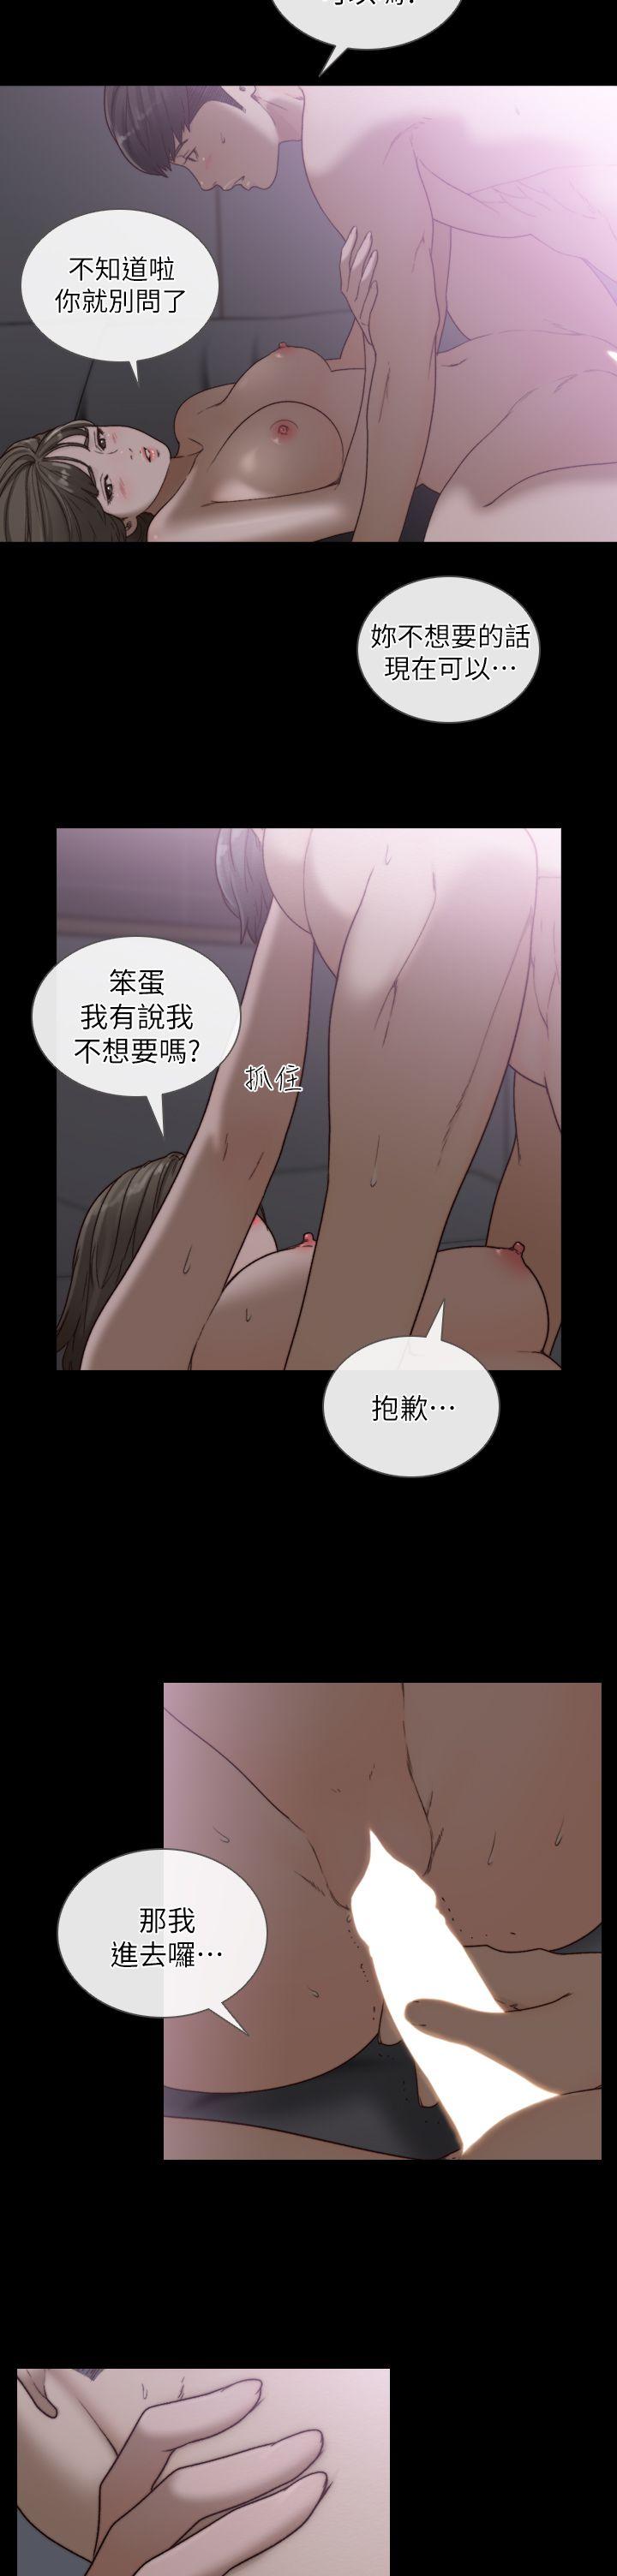 不知道啦
你就別問了
妳不想要的話
現在可以⋯
笨蛋
我有說我
不想要嗎?
抓住
抱歉⋯
那我
進去囉⋯